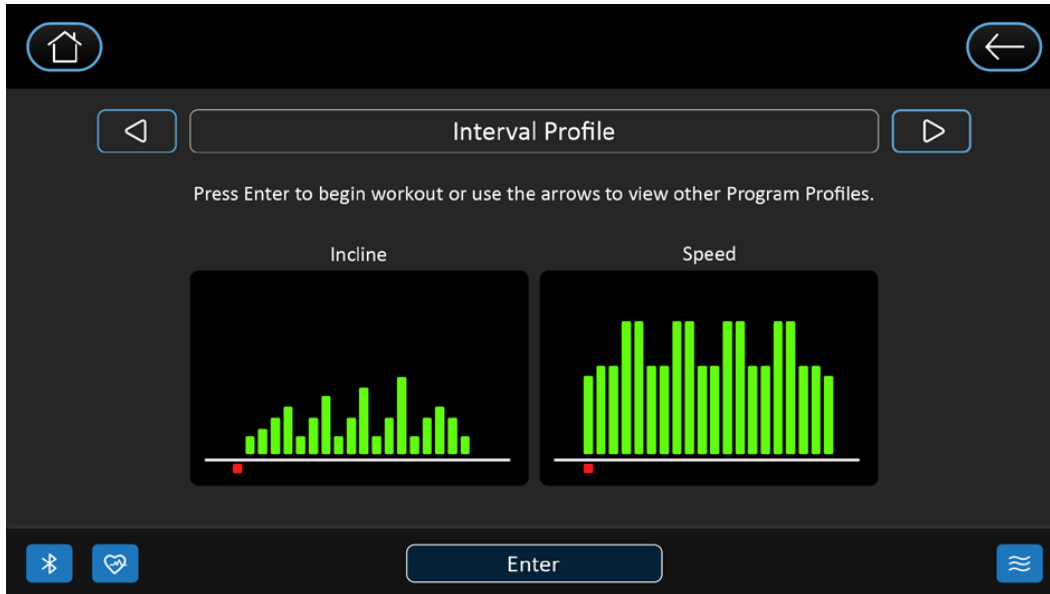 Interval Profile
Press Enter to begin workout or use the arrows to view other Program Profiles.
Incline
Speed
Enter